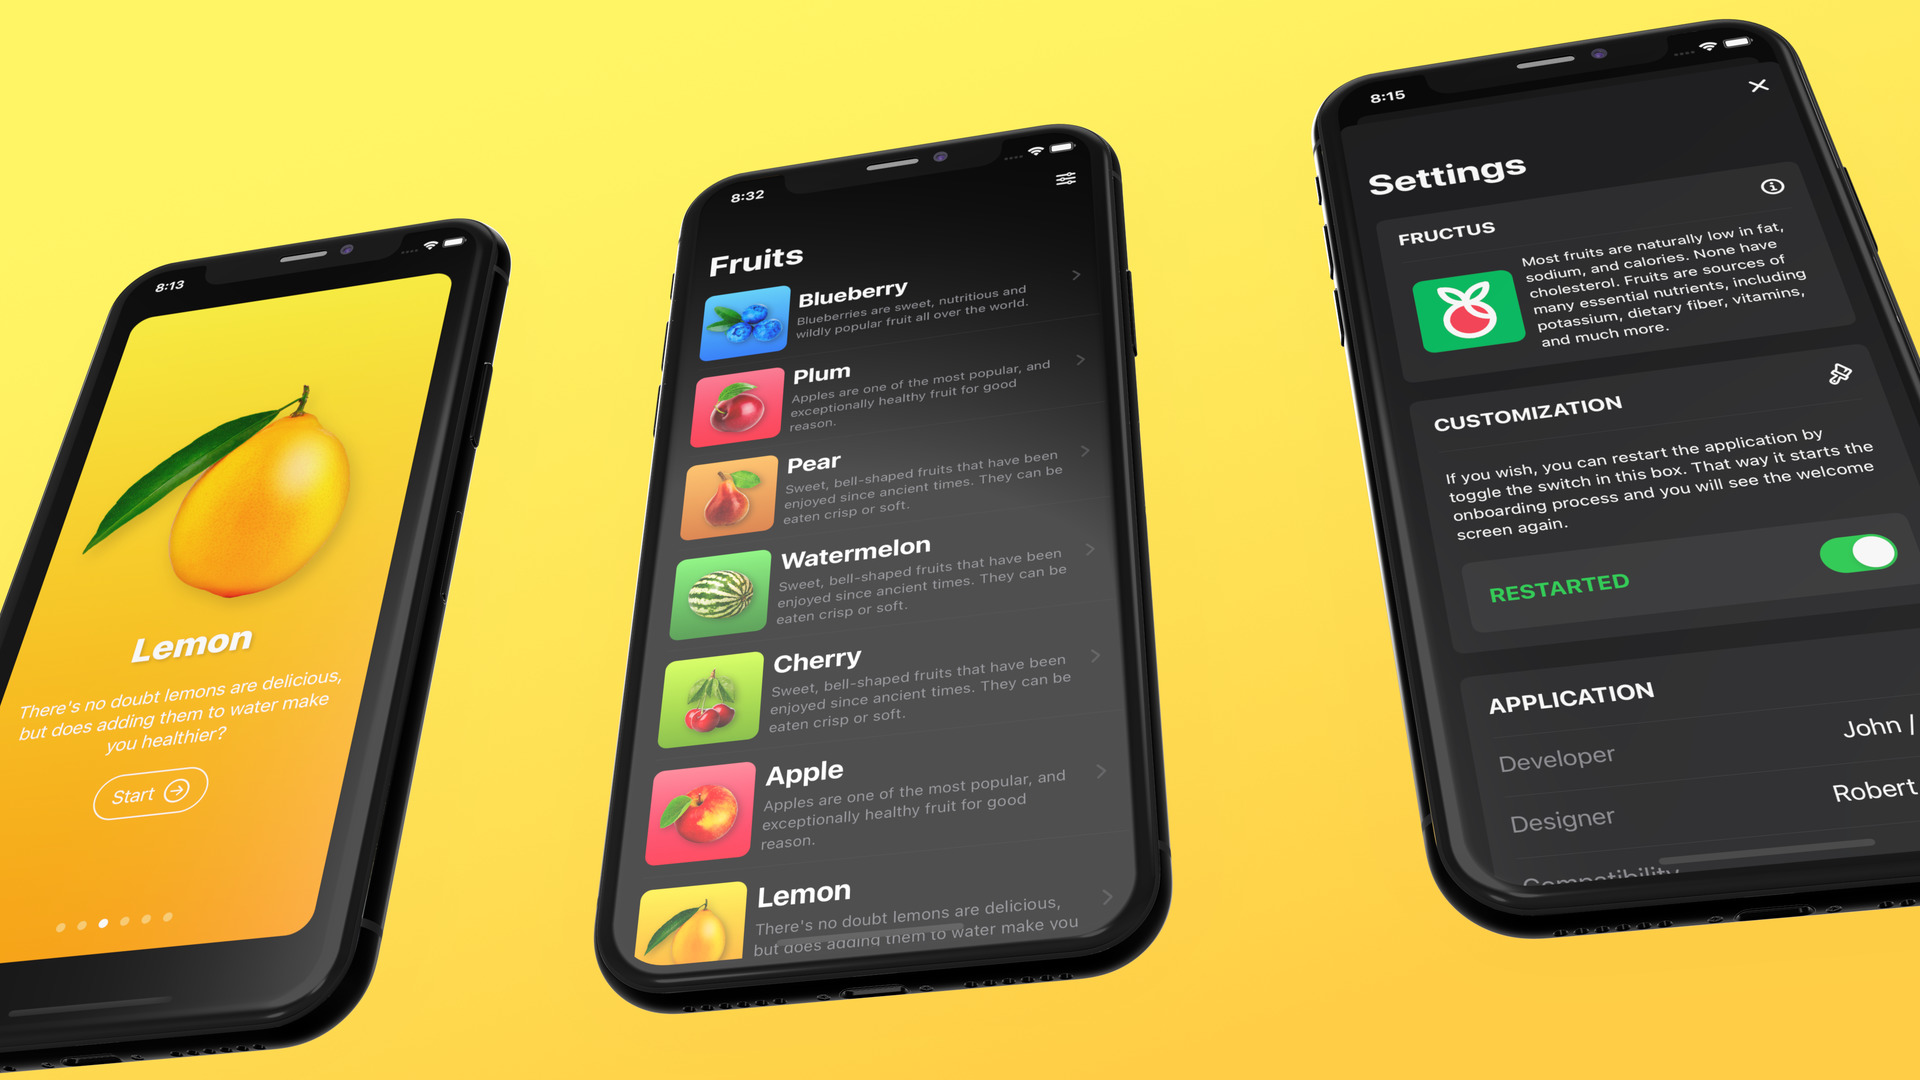 8:13
Lemon
There's no doubt lemons are delicious,
but does adding them to water make
you healthier?
Start
8:32
Fruits
Blueberry
Blueberries are sweet, nutritious and
wildly popular fruit all over the world.
Plum
Apples are one of the most popular, and
exceptionally healthy fruit for good
reason.
Pear
Sweet, bell-shaped fruits that have been
enjoyed since ancient times. They can be
eaten crisp or soft.
Watermelon
Sweet, bell-shaped fruits that have been
enjoyed since ancient times. They can be
eaten crisp or soft.
Cherry
Sweet, bell-shaped fruits that have been
enjoyed since ancient times. They can be
eaten crisp or soft.
Apple
Apples are one of the most popular, and
exceptionally healthy fruit for good
reason.
Lemon
There's no doubt lemons are delicious,
but does adding them to water make you
8:15
Settings
FRUCTUS
Most fruits are naturally low in fat,
sodium, and calories. None have
cholesterol. Fruits are sources of
many essential nutrients, including
potassium, dietary fiber, vitamins,
and much more.
CUSTOMIZATION
If you wish, you can restart the application by
toggle the switch in this box. That way it starts the
onboarding process and you will see the welcome
screen again.
RESTARTED
APPLICATION
Developer John /
Designer Robert
Compatibility